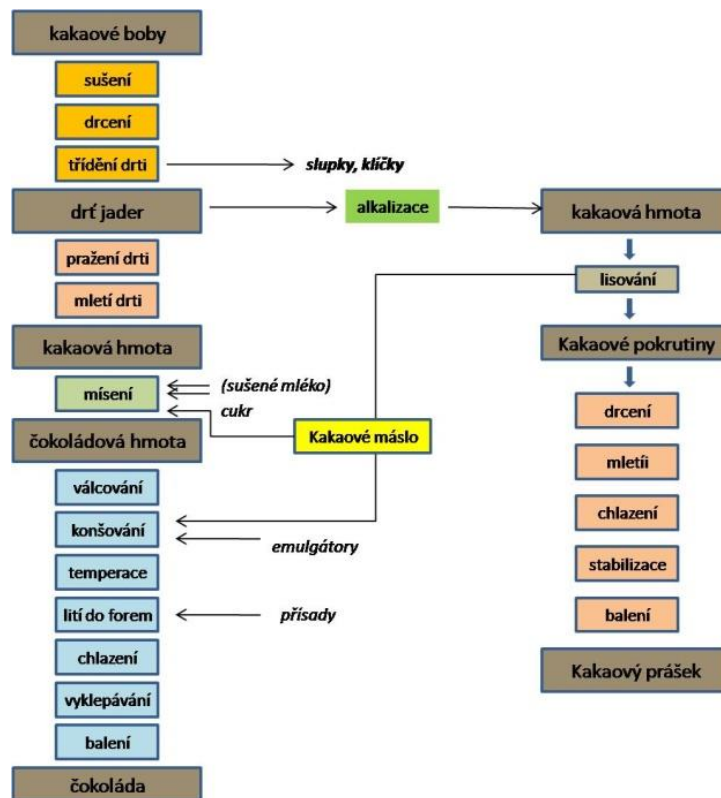 kakaové boby
sušení
drcení
třídění drti
slupky, klíčky
drť jader
alkalizace
kakaová hmota
pražení drti
mletí drti
lisování
kakaová hmota
Kakaové pokrutiny
mísení
(sušené mléko)
cukr
čokoládová hmota
Kakaové máslo
drcení
mletíi
chlazení
stabilizace
balení
Kakaový prášek
válcování
konšování
emulgátory
temperace
lití do forem
přísady
chlazení
vyklepávání
balení
čokoláda